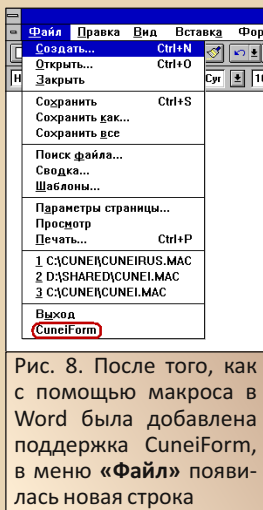 Файл Правка Вид Вставка Фор
Создать... Ctrl+N
Открыть... Ctrl+O
Закрыть
Н Cyr 1
Сохранить Ctrl+S
Сохранить как...
Сохранить все
Поиск файла...
Сводка...
Шаблоны...
Параметры страницы...
Просмотр
Печать... Ctrl+P
1 C:\CUNEI\CUNEIRUS.MAC
2 D:\SHARED\CUNEI.MAC
3 C:\CUNEI\CUNEI.MAC
Выход
CuneiForm
Рис. 8. После того, как
с помощью макроса в
Word была добавлена
поддержка CuneiForm,
в меню «Файл» появи-
лась новая строка